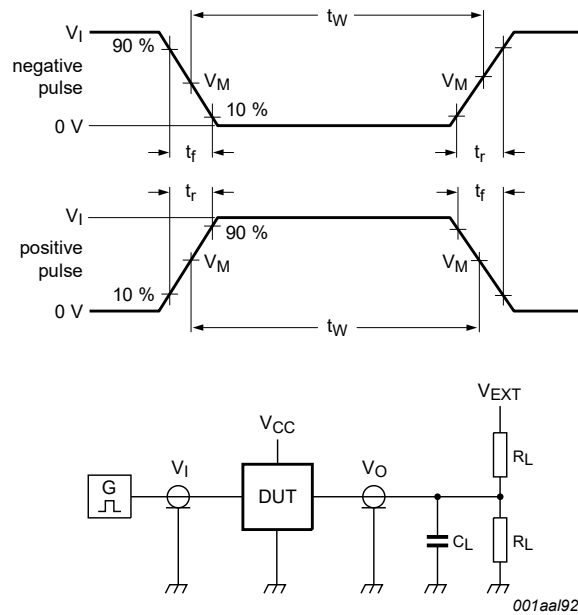 VI
tW
90 %
negative
pulse
VM
VM
10 %
0 V
tf
tr
tr
tf
VI
90 %
positive
pulse
VM
VM
10 %
0 V
tW
VEXT
VCC
RL
VI
VO
G
DUT
CL
RL
001aal92